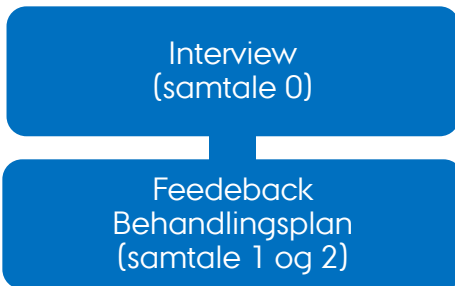 Interview
(samtale 0)
Feedeback
Behandlingsplan
(samtale 1 og 2)